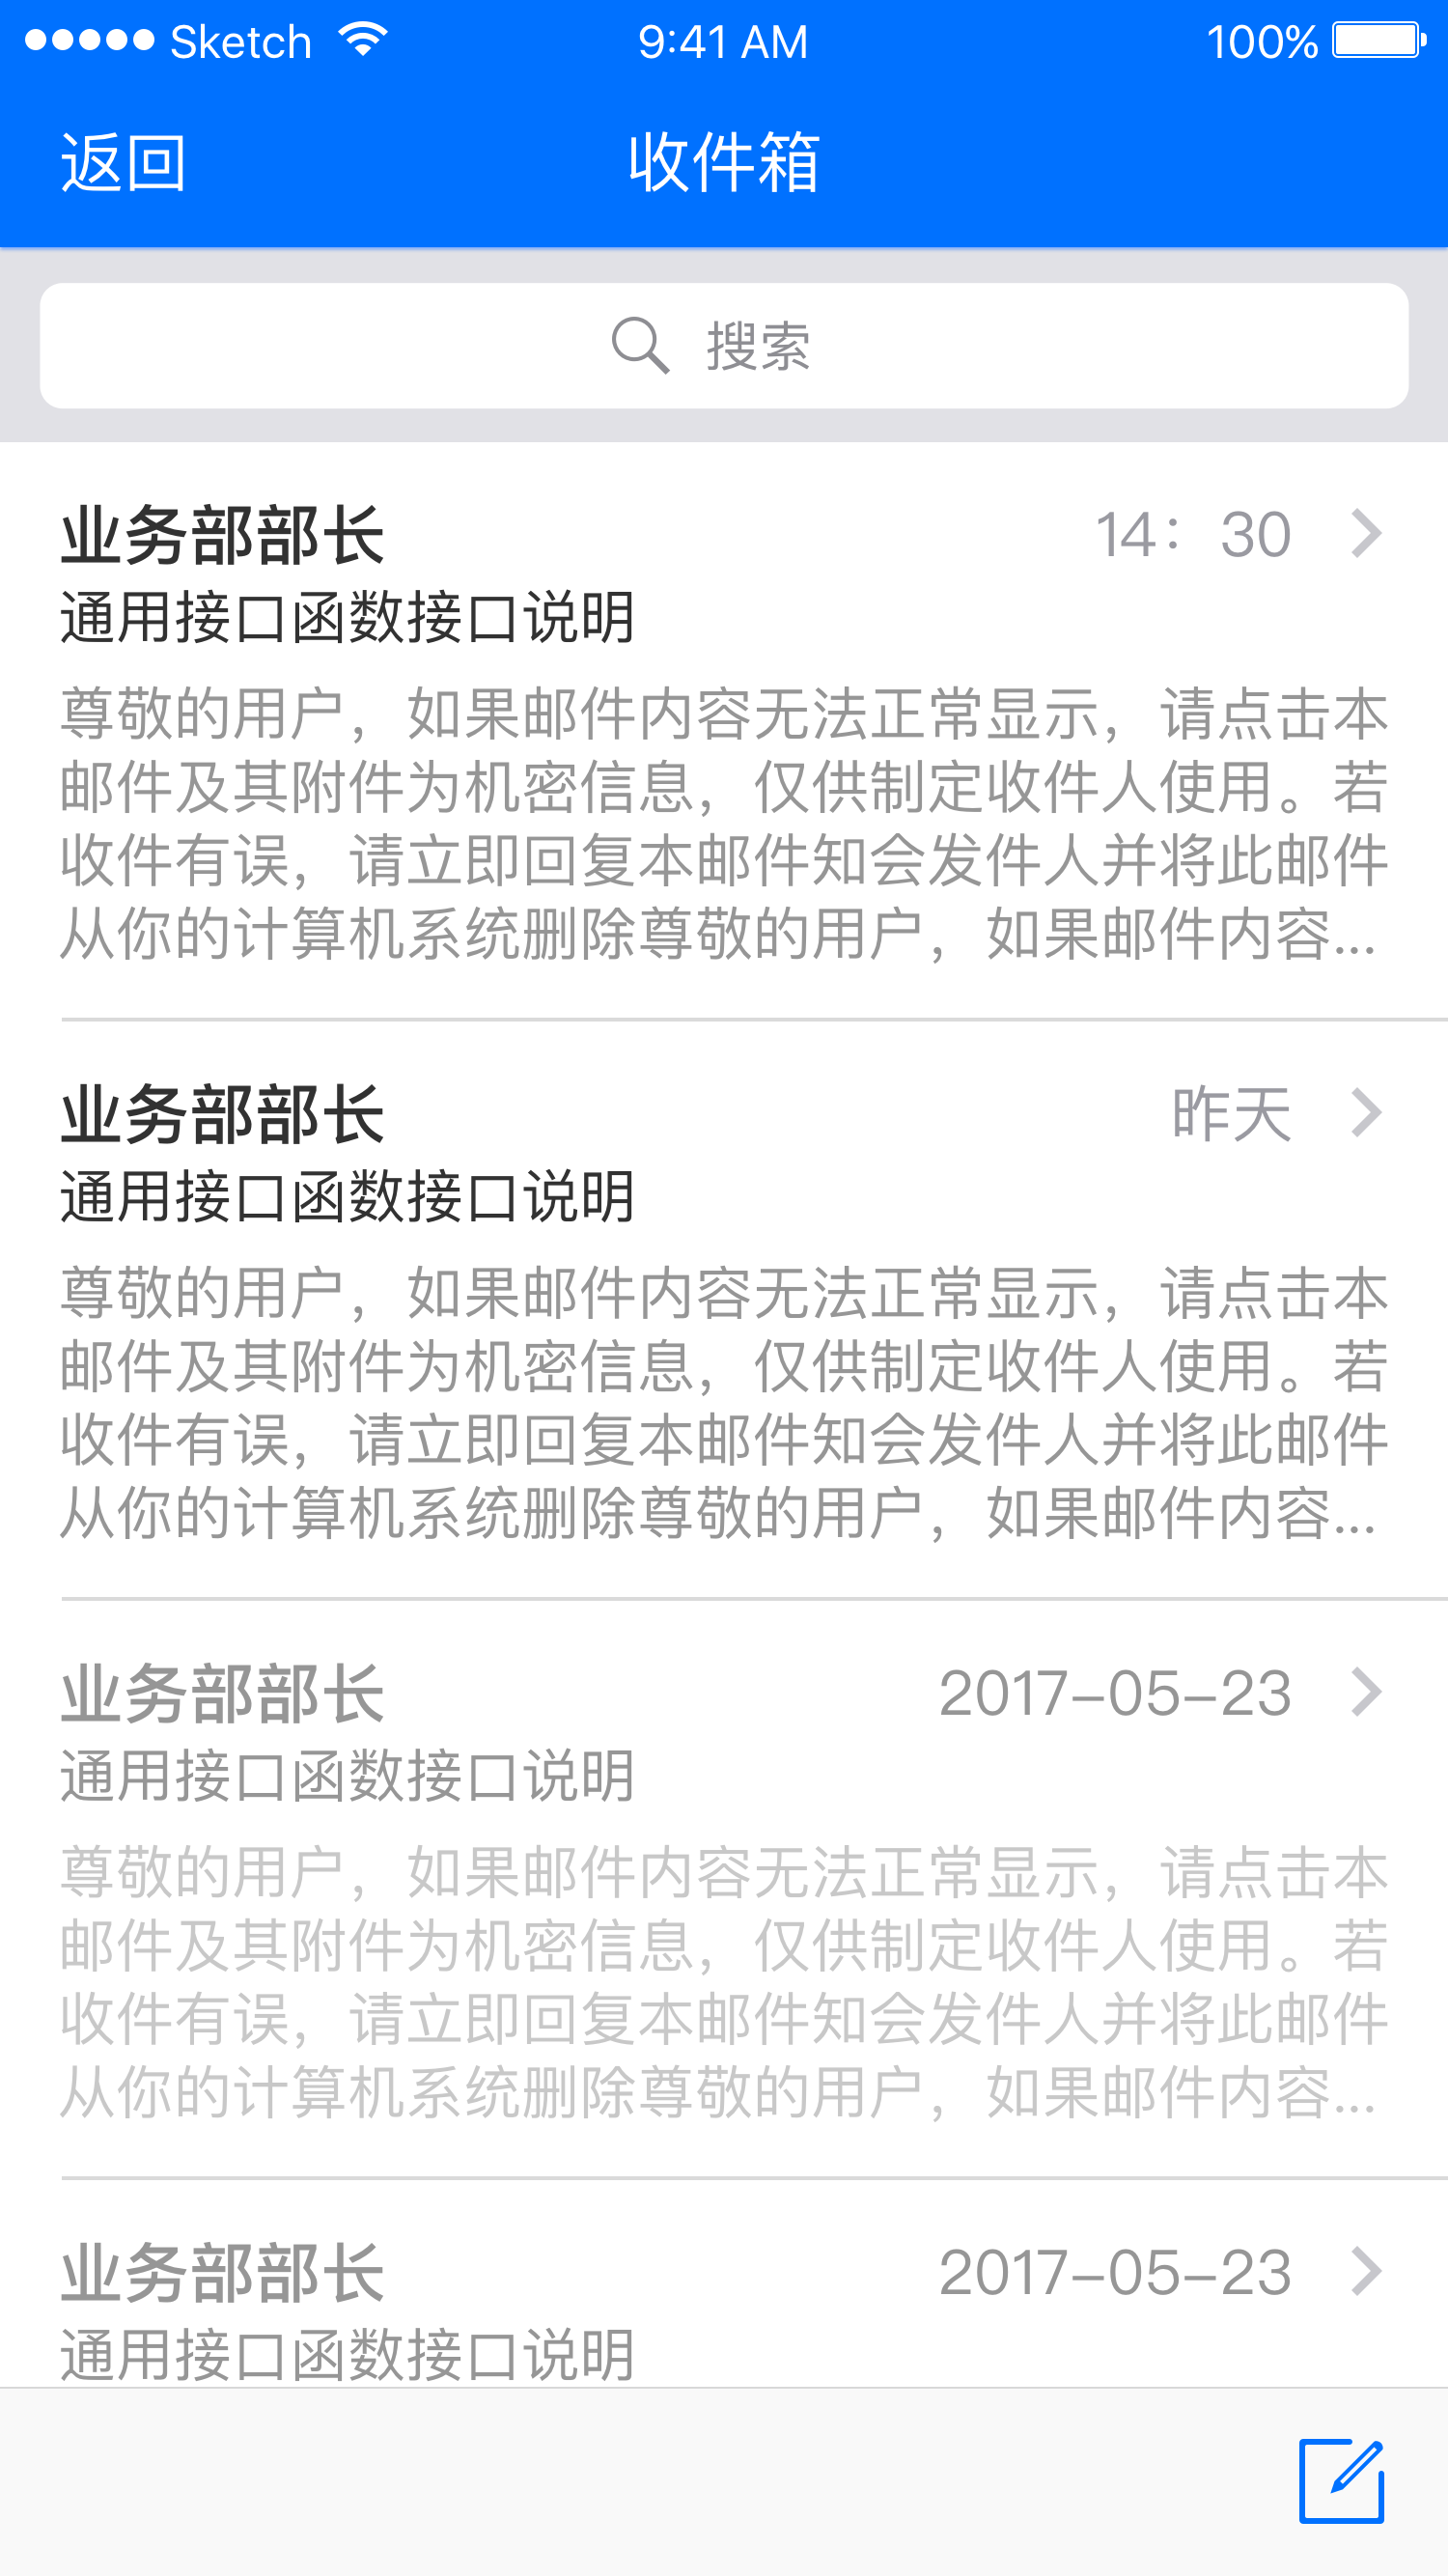 Sketch 9:41 AM 100%
返回 收件箱
搜索
业务部部长 14：30
通用接口函数接口说明
尊敬的用户，如果邮件内容无法正常显示，请点击本
邮件及其附件为机密信息，仅供制定收件人使用。若
收件有误，请立即回复本邮件知会发件人并将此邮件
从你的计算机系统删除尊敬的用户，如果邮件内容...
业务部部长 昨天
通用接口函数接口说明
尊敬的用户，如果邮件内容无法正常显示，请点击本
邮件及其附件为机密信息，仅供制定收件人使用。若
收件有误，请立即回复本邮件知会发件人并将此邮件
从你的计算机系统删除尊敬的用户，如果邮件内容...
业务部部长 2017-05-23
通用接口函数接口说明
尊敬的用户，如果邮件内容无法正常显示，请点击本
邮件及其附件为机密信息，仅供制定收件人使用。若
收件有误，请立即回复本邮件知会发件人并将此邮件
从你的计算机系统删除尊敬的用户，如果邮件内容...
业务部部长 2017-05-23
通用接口函数接口说明